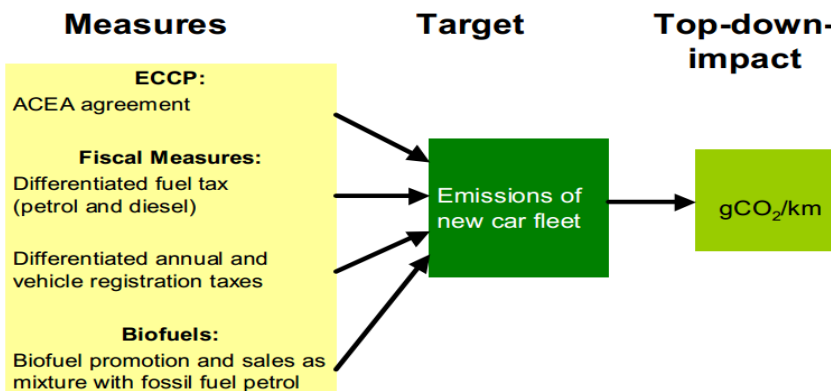 Measures
Target
Top-down-
impact
ECCP:
ACEA agreement
Fiscal Measures:
Differentiated fuel tax
(petrol and diesel)
Differentiated annual and
vehicle registration taxes
Biofuels:
Biofuel promotion and sales as
mixture with fossil fuel petrol
Emissions of
new car fleet
gCO₂/km